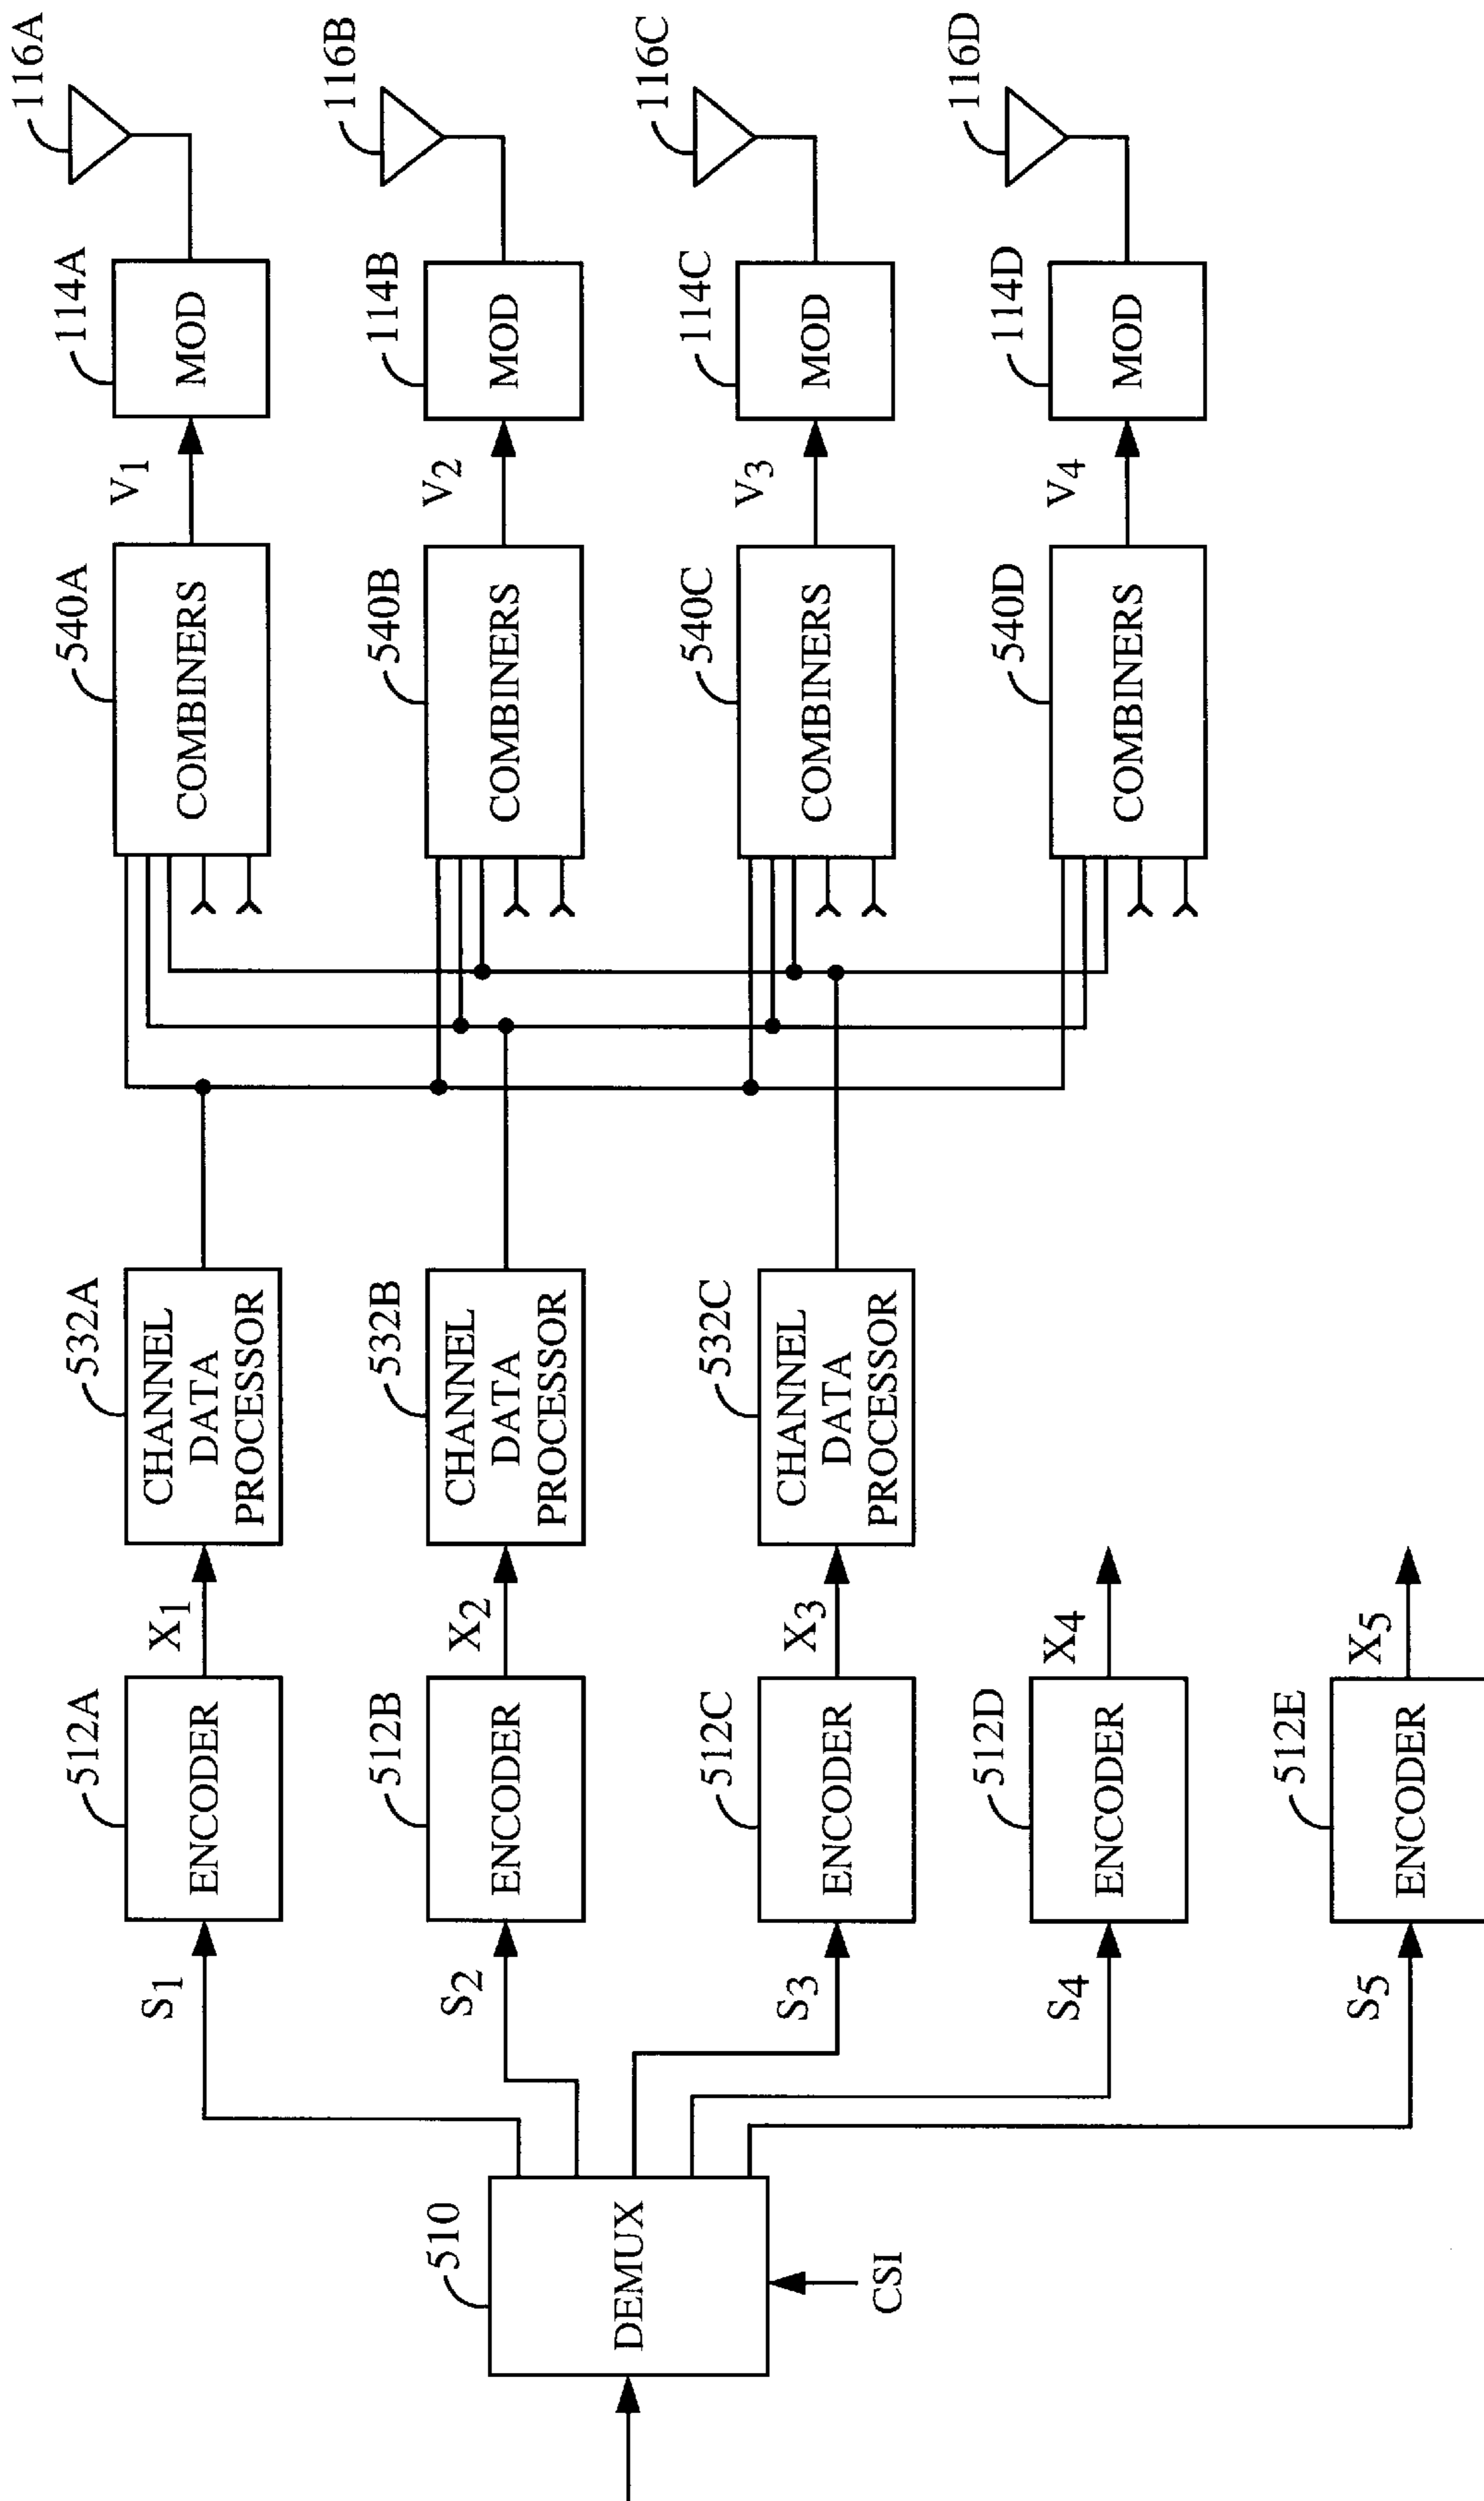 510
DEMUX
CSI
S1
512A
ENCODER
X1
532A
CHANNEL
DATA
PROCESSOR
540A
COMBINERS
V1
114A
MOD
116A
S2
512B
ENCODER
X2
532B
CHANNEL
DATA
PROCESSOR
540B
COMBINERS
V2
114B
MOD
116B
S3
512C
ENCODER
X3
532C
CHANNEL
DATA
PROCESSOR
540C
COMBINERS
V3
114C
MOD
116C
S4
512D
ENCODER
X4
540D
COMBINERS
V4
114D
MOD
116D
S5
512E
ENCODER
X5